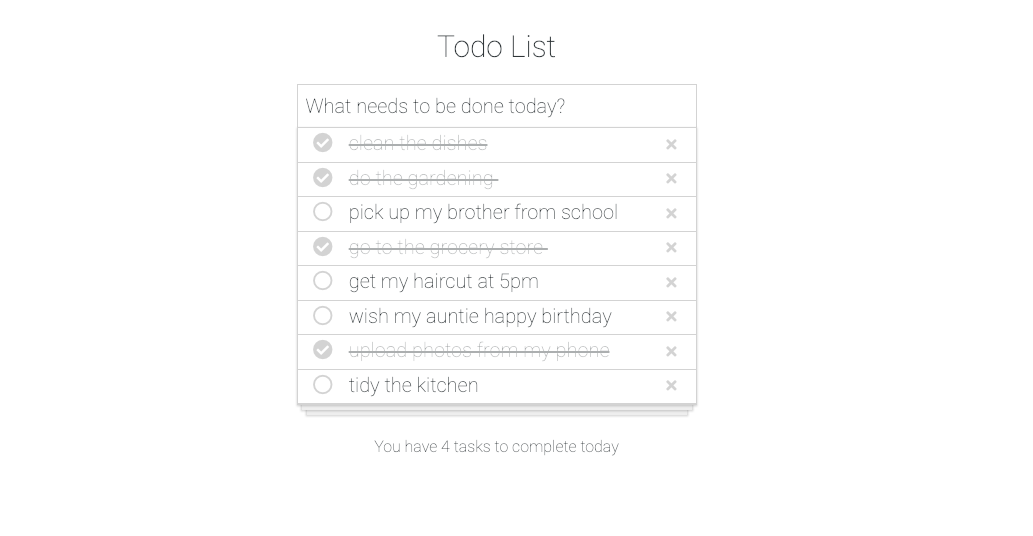 Todo List
What needs to be done today?
clean the dishes
do the gardening
pick up my brother from school
go to the grocery store
get my haircut at 5pm
wish my auntie happy birthday
upload photos from my phone
tidy the kitchen
You have 4 tasks to complete today